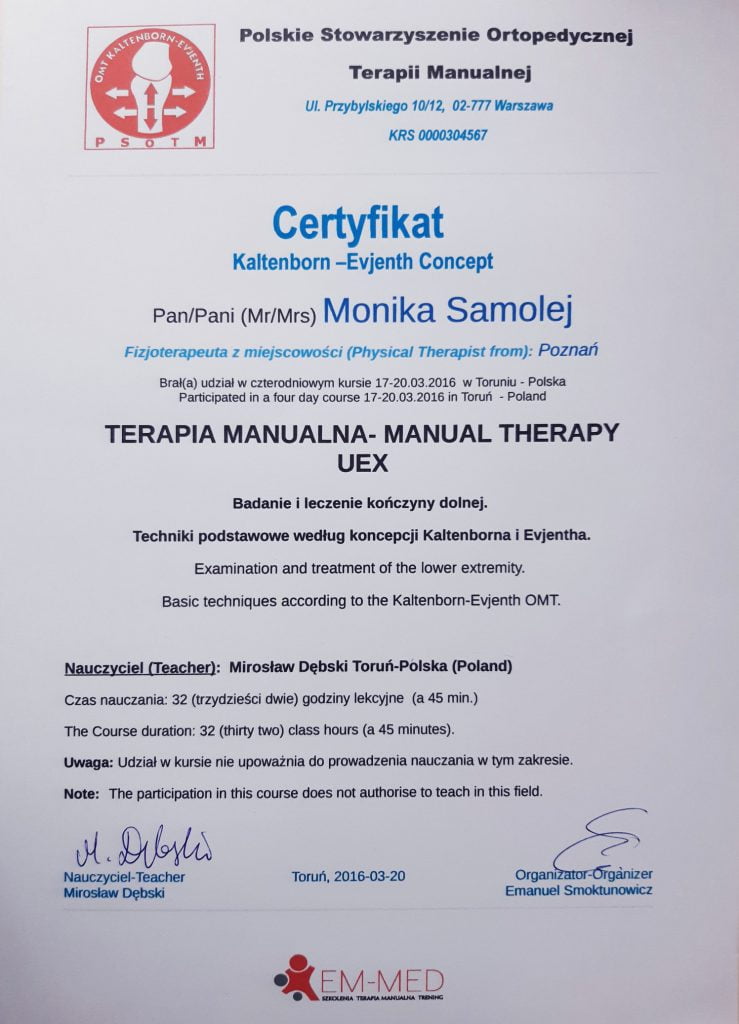 OMT KALTENBORN-EVJENTH
P S O T M
Polskie Stowarzyszenie Ortopedycznej
Terapii Manualnej
Ul. Przybylskiego 10/12, 02-777 Warszawa
KRS 0000304567
Certyfikat
Kaltenborn –Evjenth Concept
Pan/Pani (Mr/Mrs) Monika Samolej
Fizjoterapeuta z miejscowości (Physical Therapist from): Poznań
Brał(a) udział w czterodniowym kursie 17-20.03.2016 w Toruniu - Polska
Participated in a four day course 17-20.03.2016 in Toruń - Poland
TERAPIA MANUALNA- MANUAL THERAPY
UEX
Badanie i leczenie kończyny dolnej.
Techniki podstawowe według koncepcji Kaltenborna i Evjentha.
Examination and treatment of the lower extremity.
Basic techniques according to the Kaltenborn-Evjenth OMT.
Nauczyciel (Teacher): Mirosław Dębski Toruń-Polska (Poland)
Czas nauczania: 32 (trzydzieści dwie) godziny lekcyjne (a 45 min.)
The Course duration: 32 (thirty two) class hours (a 45 minutes).
Uwaga: Udział w kursie nie upoważnia do prowadzenia nauczania w tym zakresie.
Note: The participation in this course does not authorise to teach in this field.
M. Dębski
Nauczyciel-Teacher
Mirosław Dębski
Toruń, 2016-03-20
Organizator-Organizer
Emanuel Smoktunowicz
EM-MED
SZKOLENIA TERAPIA MANUALNA TRENING